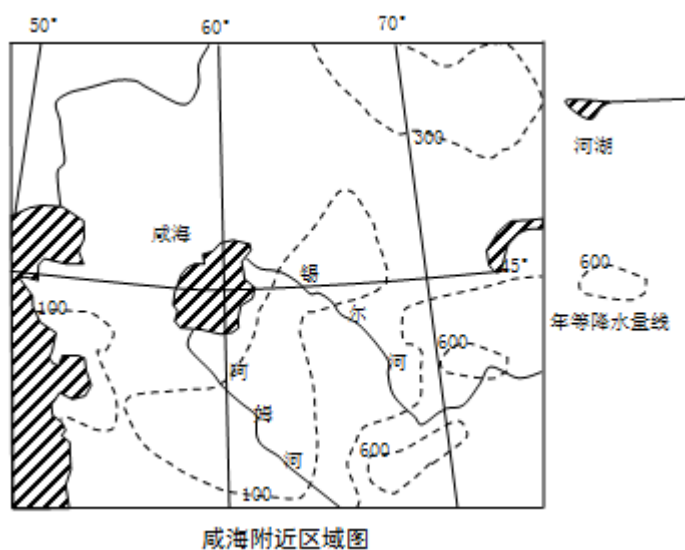 50°
60°
70°
300
河湖
咸海
锡
45°
尔
600
100
年等降水量线
600
河
阿
姆
600
河
100
咸海附近区域图